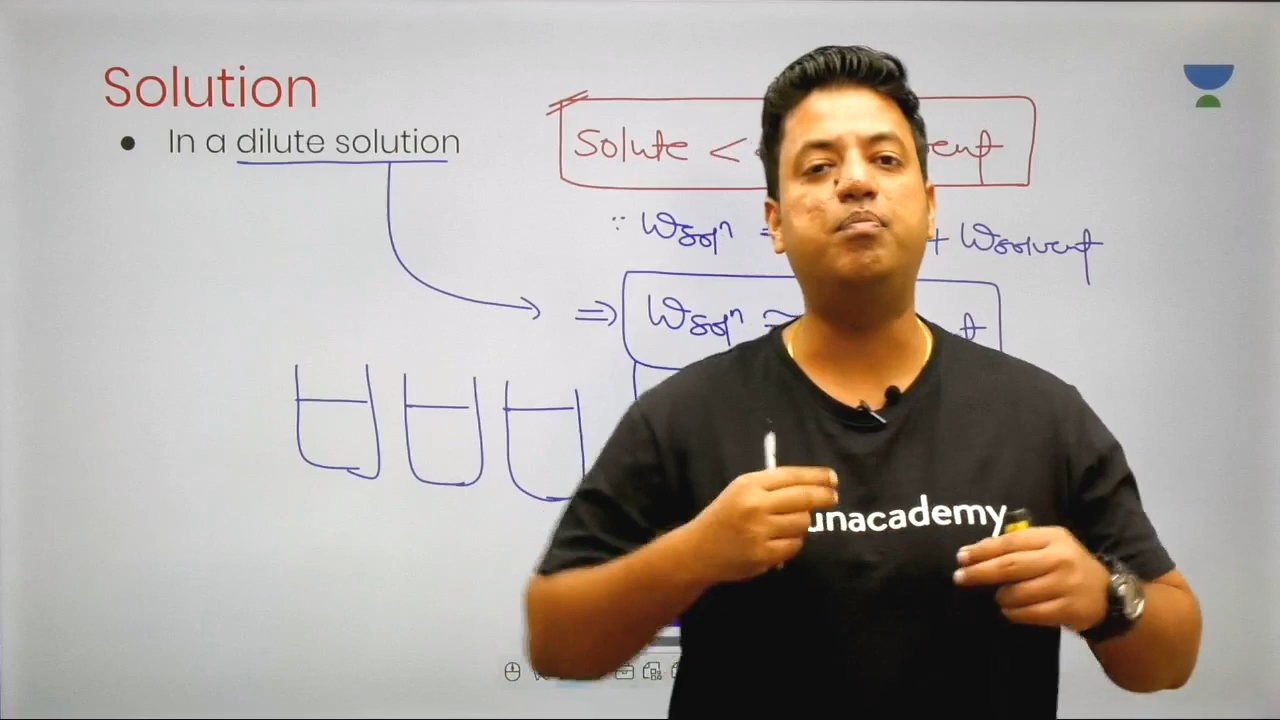 Solution
• In a dilute solution
Solute <
∵ Wsolⁿ = + Wsolvent
⇒ Wsolⁿ ≈
unacademy